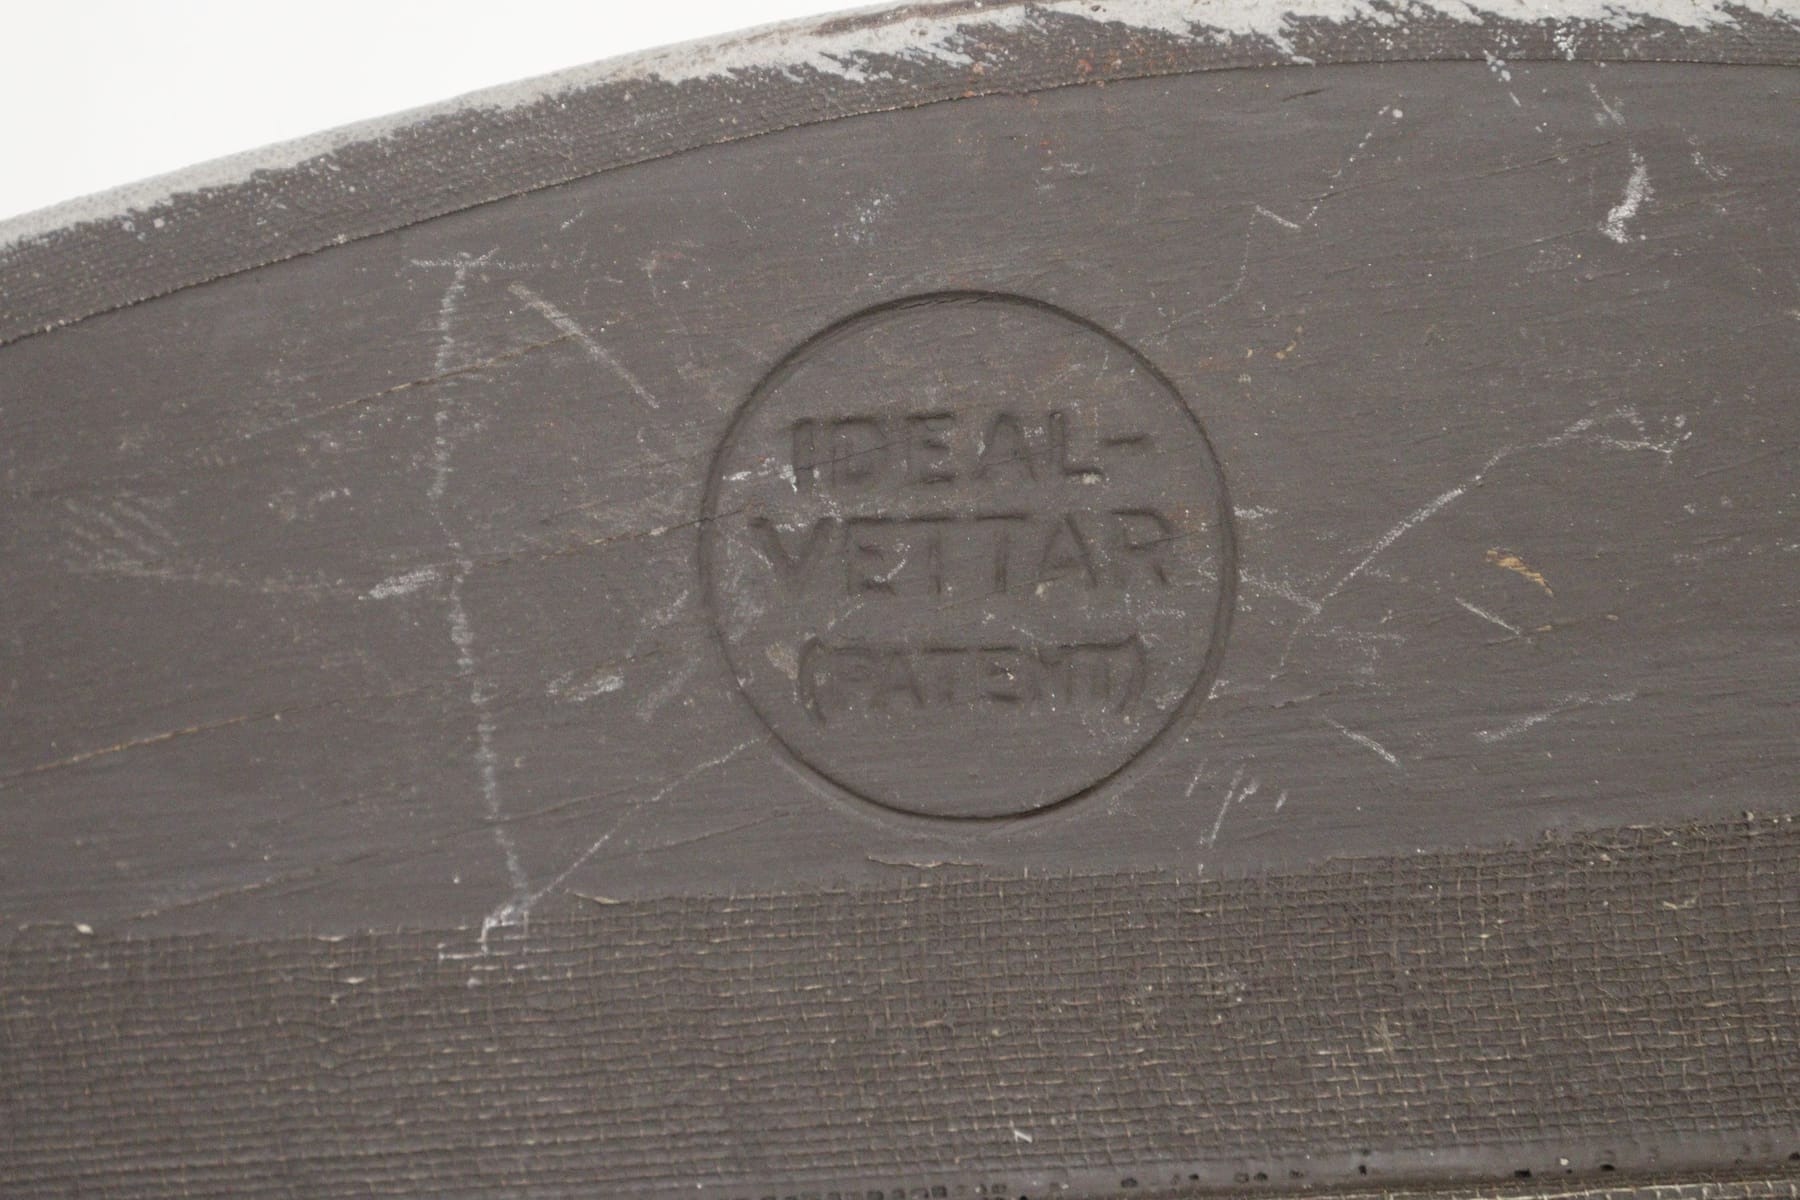 IDEAL-
VETTAR
(PATENT)